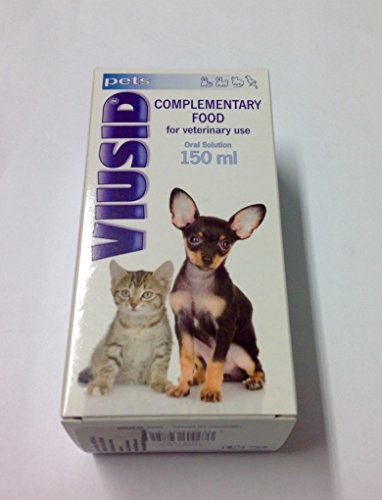 pets
VIUSID
COMPLEMENTARY
FOOD
for veterinary use
Oral Solution
150 ml